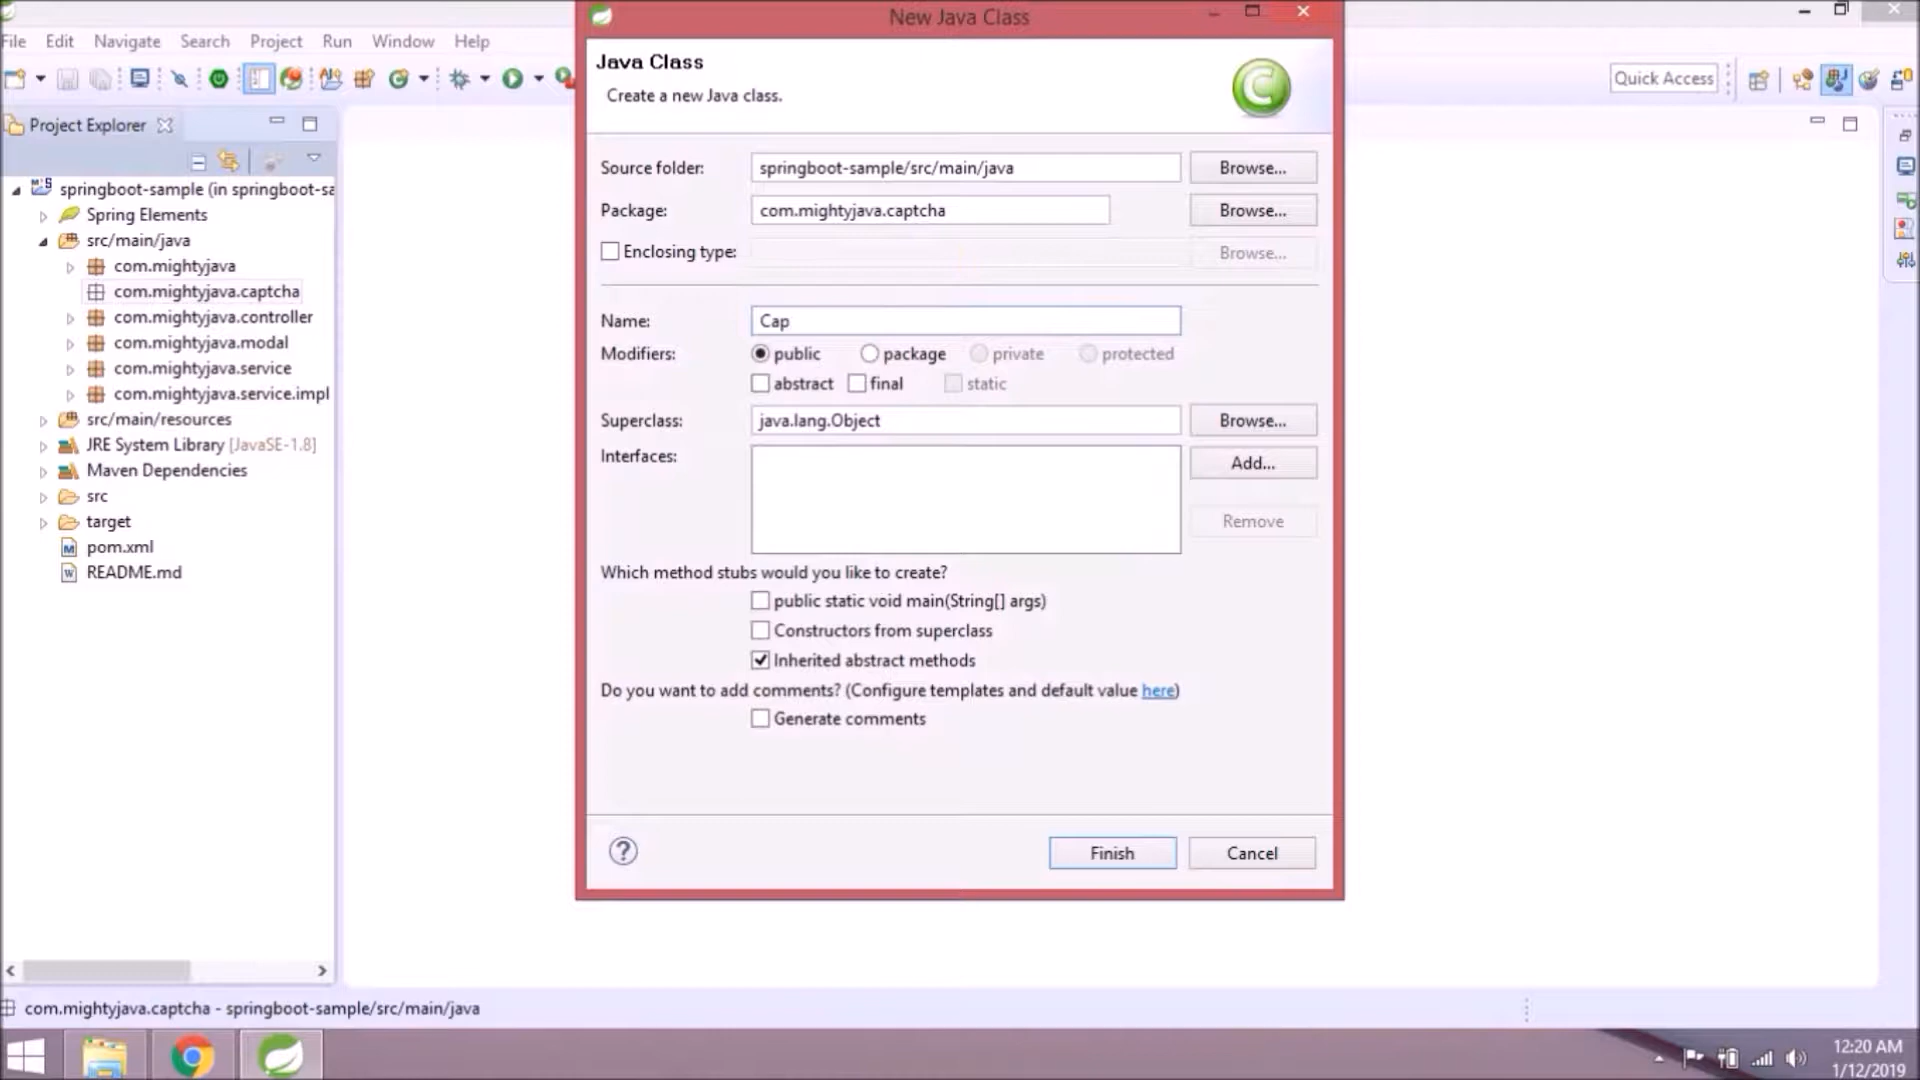 New Java Class
File Edit Navigate Search Project Run Window Help
Quick Access
Project Explorer
springboot-sample (in springboot-sa
Spring Elements
src/main/java
com.mightyjava
com.mightyjava.captcha
com.mightyjava.controller
com.mightyjava.modal
com.mightyjava.service
com.mightyjava.service.impl
src/main/resources
JRE System Library [JavaSE-1.8]
Maven Dependencies
src
target
pom.xml
README.md
Java Class
Create a new Java class.
Source folder: springboot-sample/src/main/java Browse...
Package: com.mightyjava.captcha Browse...
Enclosing type: Browse...
Name: Cap
Modifiers: public package private protected
abstract final static
Superclass: java.lang.Object Browse...
Interfaces: Add...
Remove
Which method stubs would you like to create?
public static void main(String[] args)
Constructors from superclass
Inherited abstract methods
Do you want to add comments? (Configure templates and default value here)
Generate comments
Finish Cancel
com.mightyjava.captcha - springboot-sample/src/main/java
12:20 AM
1/12/2019